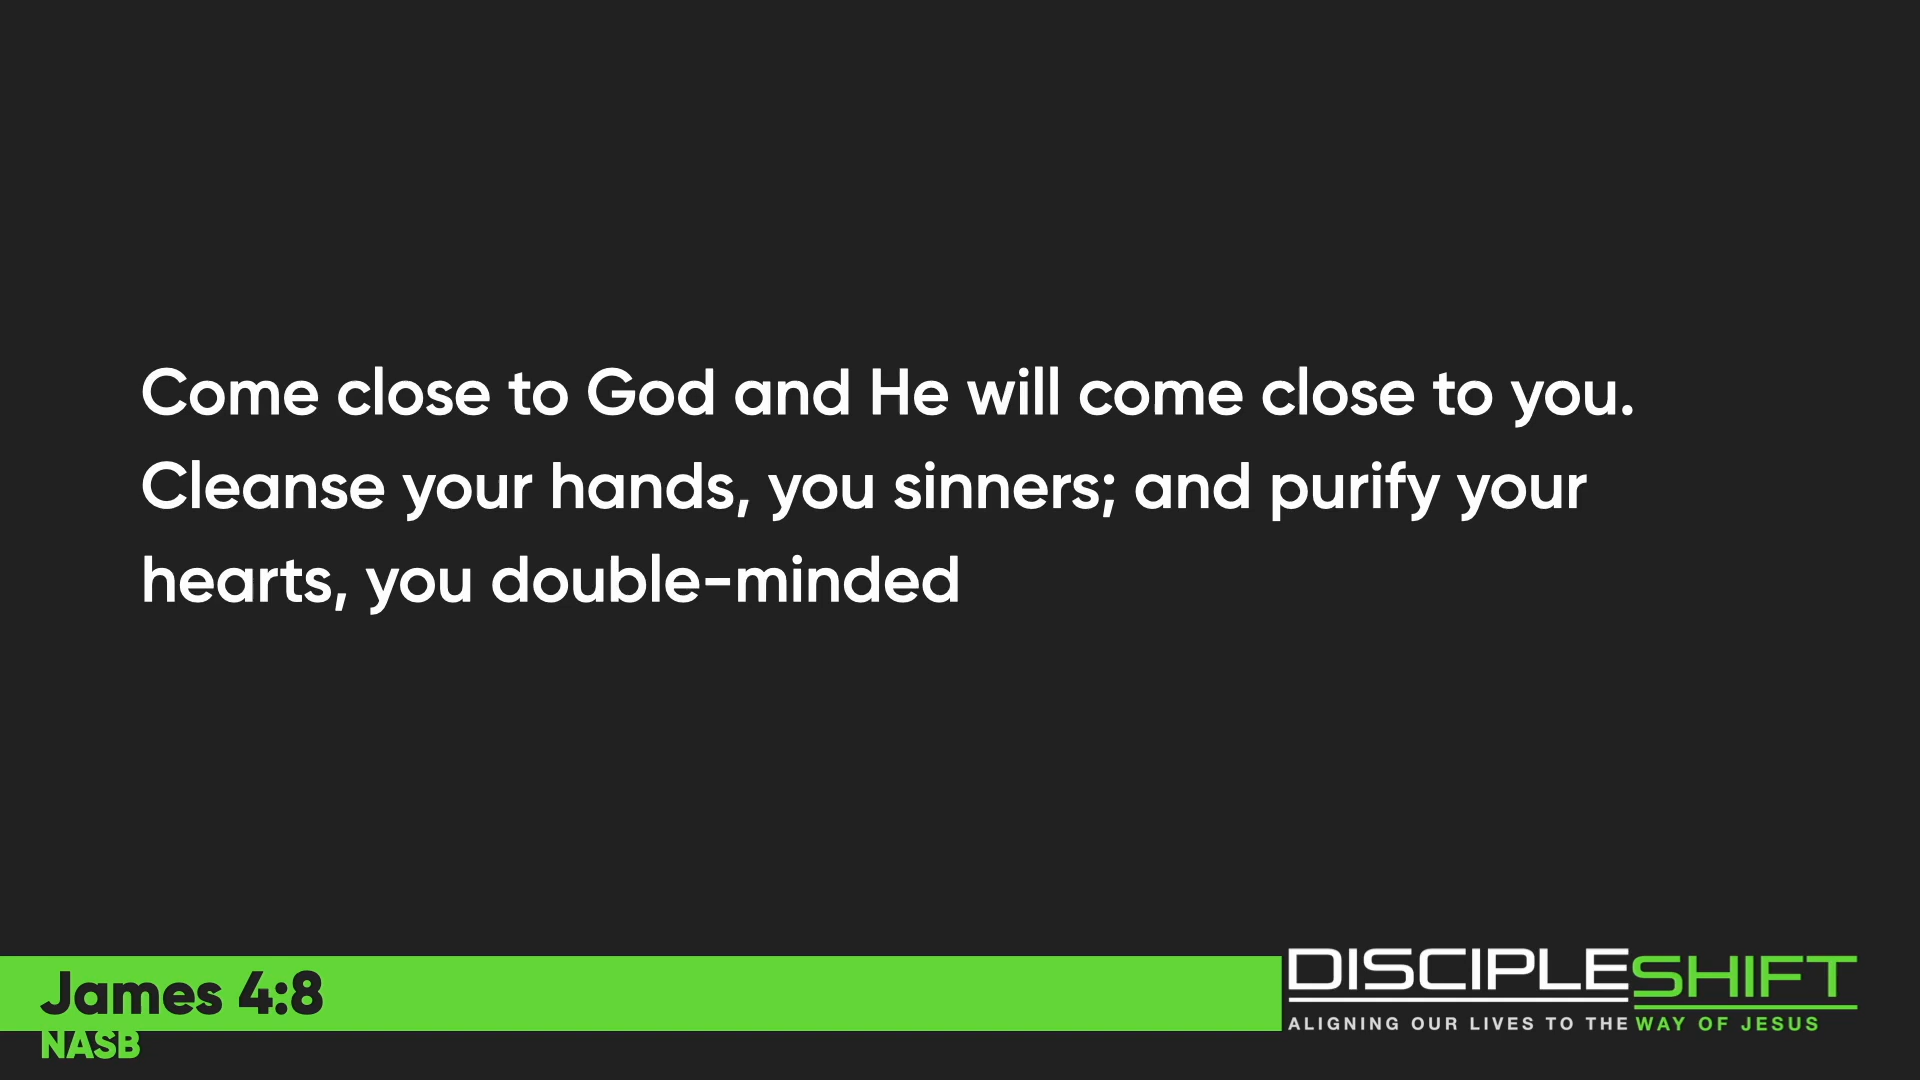 Come close to God and He will come close to you.
Cleanse your hands, you sinners; and purify your
hearts, you double-minded
James 4:8
NASB
DISCIPLESHIFT
ALIGNING OUR LIVES TO THE WAY OF JESUS